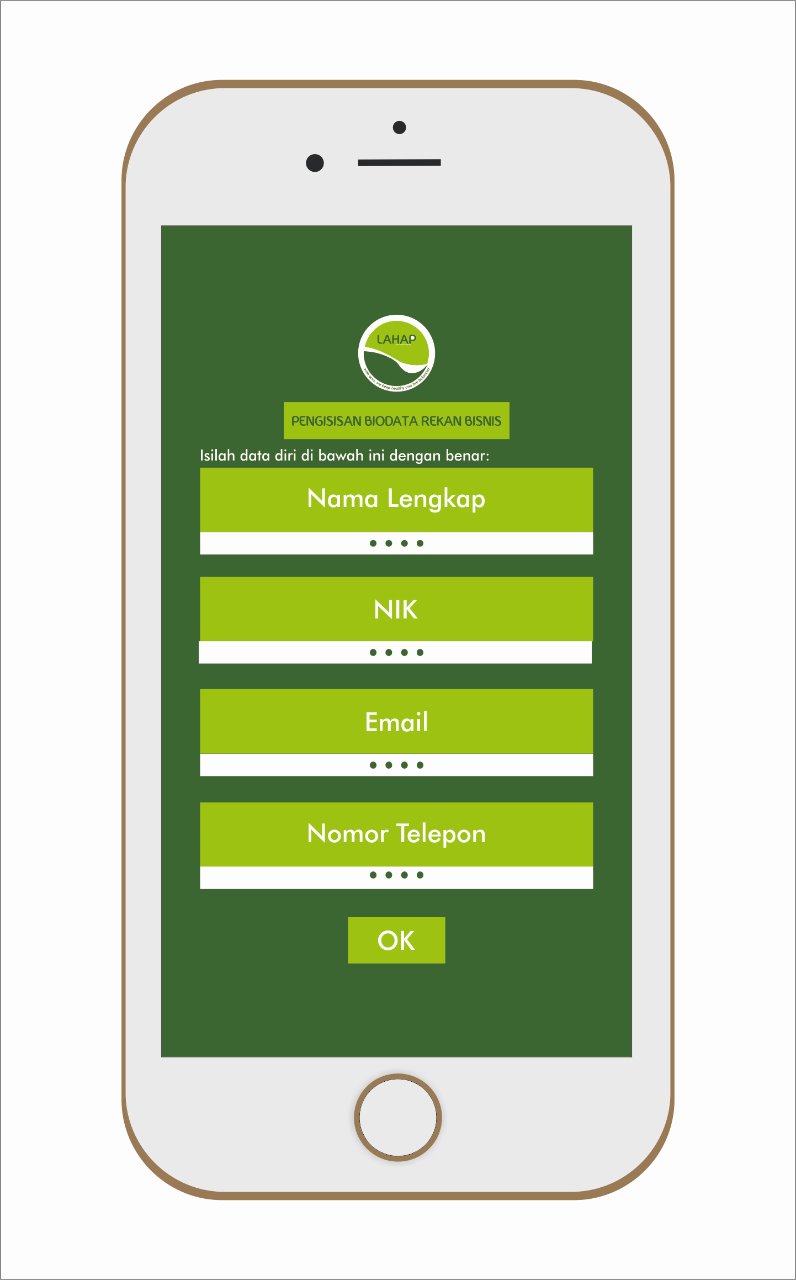 LAHAP
PENGISISAN BIODATA REKAN BISNIS
Isilah data diri di bawah ini dengan benar:
Nama Lengkap
NIK
Email
Nomor Telepon
OK